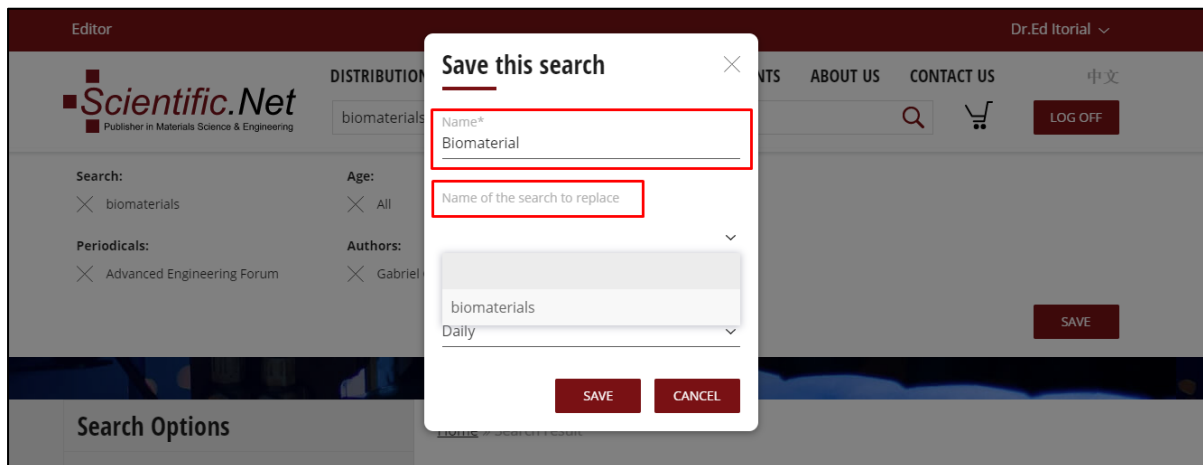 Editor
Dr.Ed Itorial
Scientific.Net
Publisher in Materials Science & Engineering
DISTRIBUTION
ABOUT US
CONTACT US
中文
biomaterials
LOG OFF
Search:
biomaterials
Age:
All
Periodicals:
Advanced Engineering Forum
Authors:
Gabriel
SAVE
Save this search
Name*
Biomaterial
Name of the search to replace
biomaterials
Daily
SAVE
CANCEL
Search Options
Home » Search result